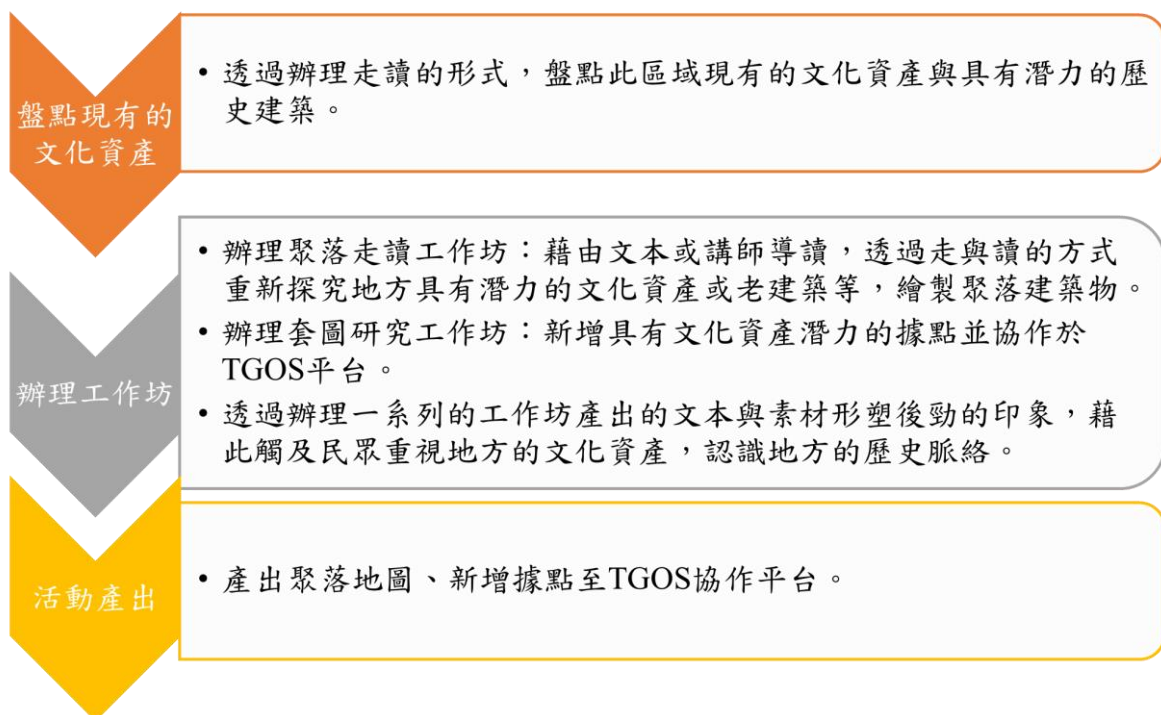 盤點現有的
文化資產
• 透過辦理走讀的形式，盤點此區域現有的文化資產與具有潛力的歷
史建築。
辦理工作坊
• 辦理聚落走讀工作坊：藉由文本或講師導讀，透過走與讀的方式
重新探究地方具有潛力的文化資產或老建築等，繪製聚落建築物。
• 辦理套圖研究工作坊：新增具有文化資產潛力的據點並協作於
TGOS平台。
• 透過辦理一系列的工作坊產出的文本與素材形塑後勁的印象，藉
此觸及民眾重視地方的文化資產，認識地方的歷史脈絡。
活動產出
• 產出聚落地圖、新增據點至TGOS協作平台。